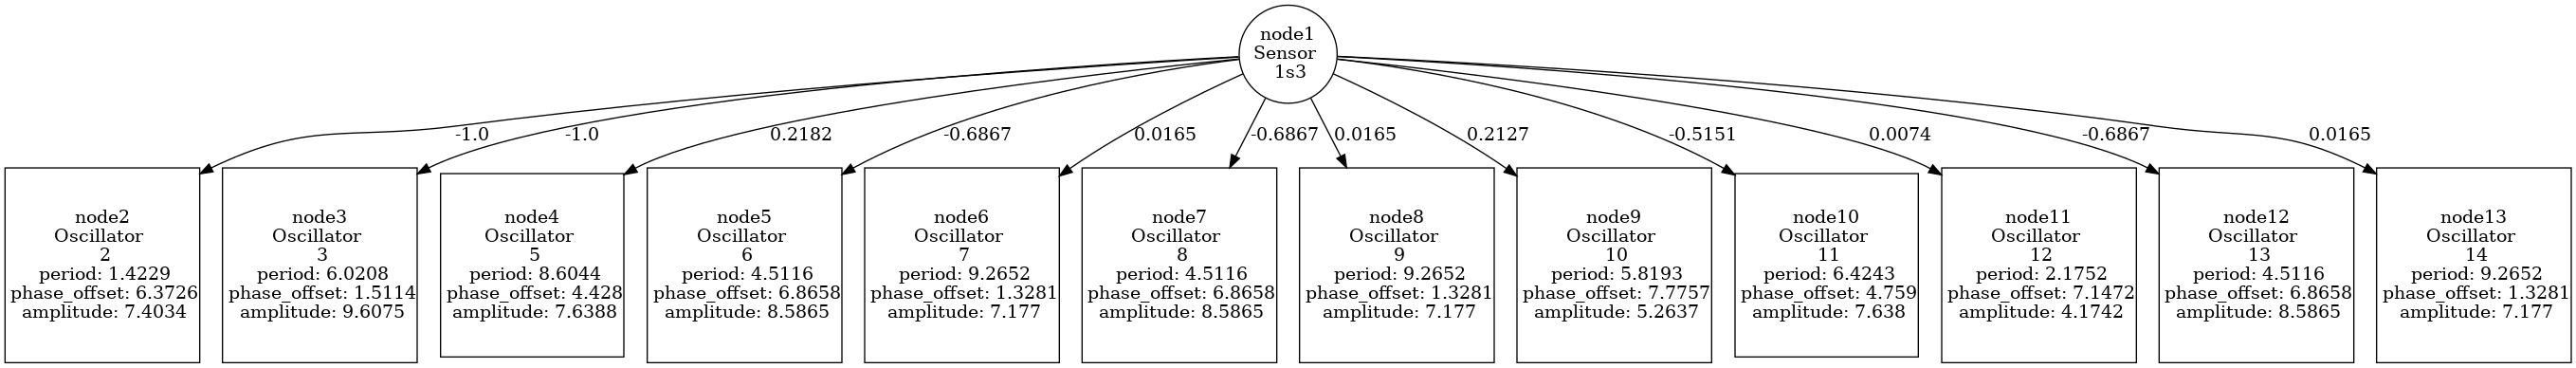 node1
Sensor
1s3
-1.0
-1.0
0.2182
-0.6867
0.0165
-0.6867
0.0165
0.2127
-0.5151
0.0074
-0.6867
0.0165
node2
Oscillator
2
period: 1.4229
phase_offset: 6.3726
amplitude: 7.4034
node3
Oscillator
3
period: 6.0208
phase_offset: 1.5114
amplitude: 9.6075
node4
Oscillator
5
period: 8.6044
phase_offset: 4.428
amplitude: 7.6388
node5
Oscillator
6
period: 4.5116
phase_offset: 6.8658
amplitude: 8.5865
node6
Oscillator
7
period: 9.2652
phase_offset: 1.3281
amplitude: 7.177
node7
Oscillator
8
period: 4.5116
phase_offset: 6.8658
amplitude: 8.5865
node8
Oscillator
9
period: 9.2652
phase_offset: 1.3281
amplitude: 7.177
node9
Oscillator
10
period: 5.8193
phase_offset: 7.7757
amplitude: 5.2637
node10
Oscillator
11
period: 6.4243
phase_offset: 4.759
amplitude: 7.638
node11
Oscillator
12
period: 2.1752
phase_offset: 7.1472
amplitude: 4.1742
node12
Oscillator
13
period: 4.5116
phase_offset: 6.8658
amplitude: 8.5865
node13
Oscillator
14
period: 9.2652
phase_offset: 1.3281
amplitude: 7.177